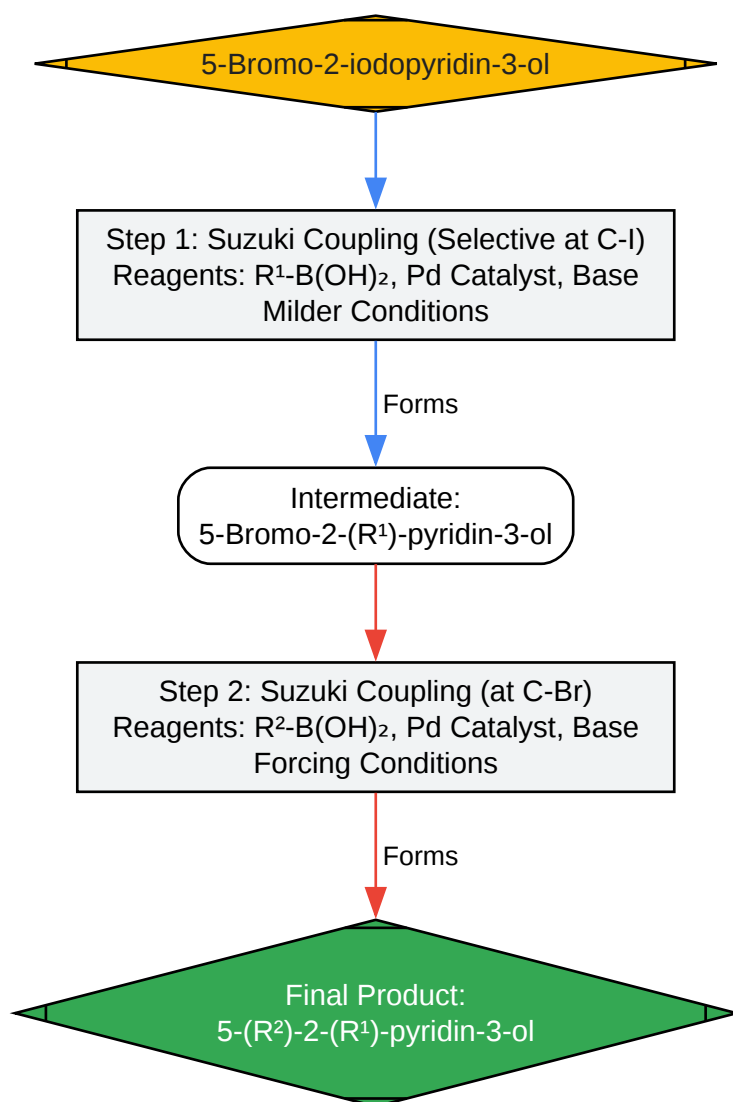 5-Bromo-2-iodopyridin-3-ol
Step 1: Suzuki Coupling (Selective at C-I)
Reagents: R¹-B(OH)₂, Pd Catalyst, Base
Milder Conditions
Forms
Intermediate:
5-Bromo-2-(R¹)-pyridin-3-ol
Step 2: Suzuki Coupling (at C-Br)
Reagents: R²-B(OH)₂, Pd Catalyst, Base
Forcing Conditions
Forms
Final Product:
5-(R²)-2-(R¹)-pyridin-3-ol